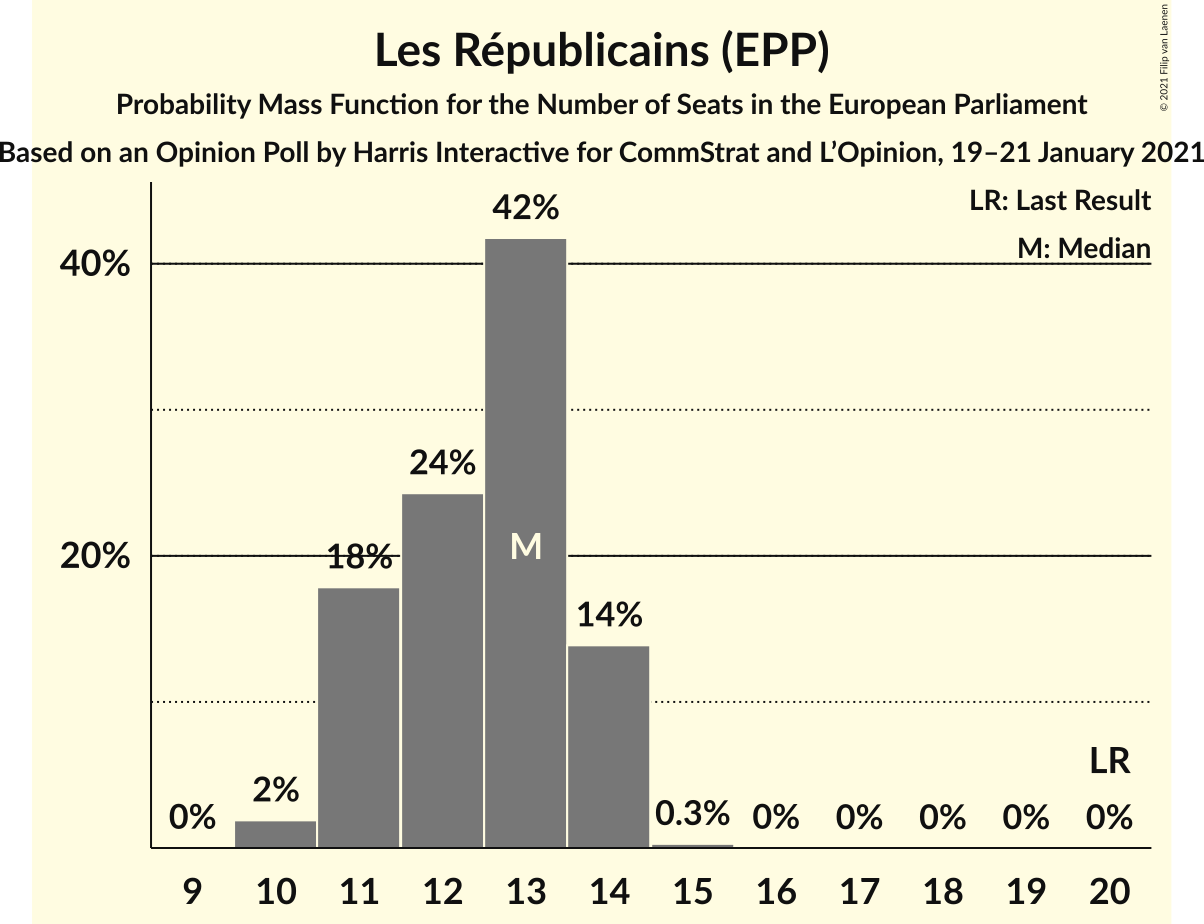 Les Républicains (EPP)
Probability Mass Function for the Number of Seats in the European Parliament
Based on an Opinion Poll by Harris Interactive for CommStrat and L’Opinion, 19–21 January 2021
© 2021 Filip van Laenen
LR: Last Result
M: Median
42%
40%
24%
20%
18%
M
14%
LR
0% 2% 0.3% 0% 0% 0% 0% 0%
9 10 11 12 13 14 15 16 17 18 19 20